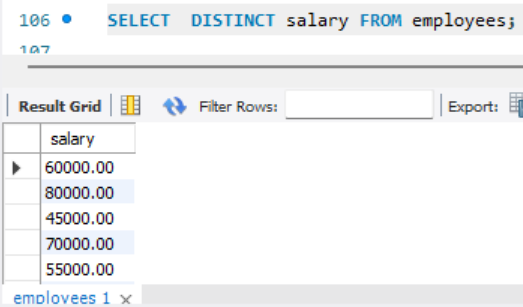 106 SELECT DISTINCT salary FROM employees;
107
Result Grid Filter Rows: Export:
salary
60000.00
80000.00
45000.00
70000.00
55000.00
employees 1